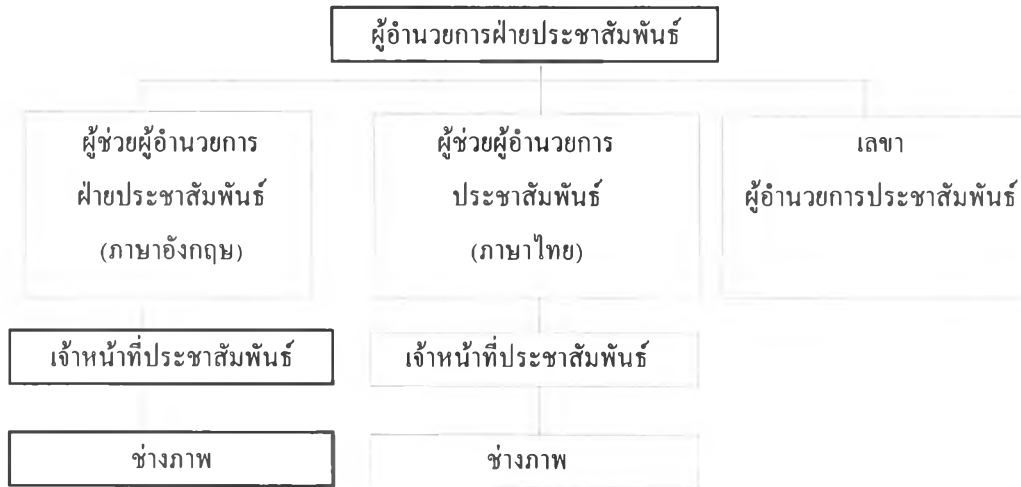 ผู้อำนวยการฝ่ายประชาสัมพันธ์
ผู้ช่วยผู้อำนวยการ
ฝ่ายประชาสัมพันธ์
(ภาษาอังกฤษ)
ผู้ช่วยผู้อำนวยการ
ประชาสัมพันธ์
(ภาษาไทย)
เลขา
ผู้อำนวยการประชาสัมพันธ์
เจ้าหน้าที่ประชาสัมพันธ์
เจ้าหน้าที่ประชาสัมพันธ์
ช่างภาพ
ช่างภาพ